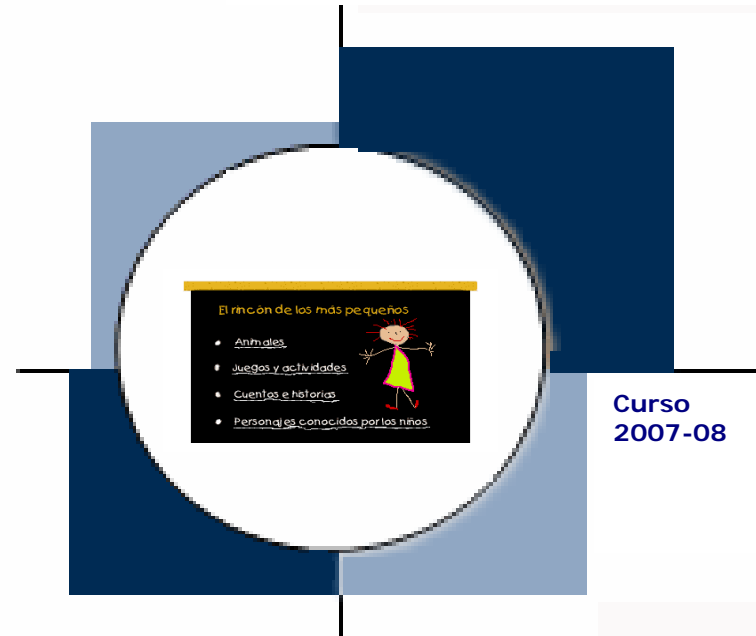 El rincón de los más pequeños
Animales
Juegos y actividades
Cuentos e historias
Personajes conocidos por los niños
Curso
2007-08